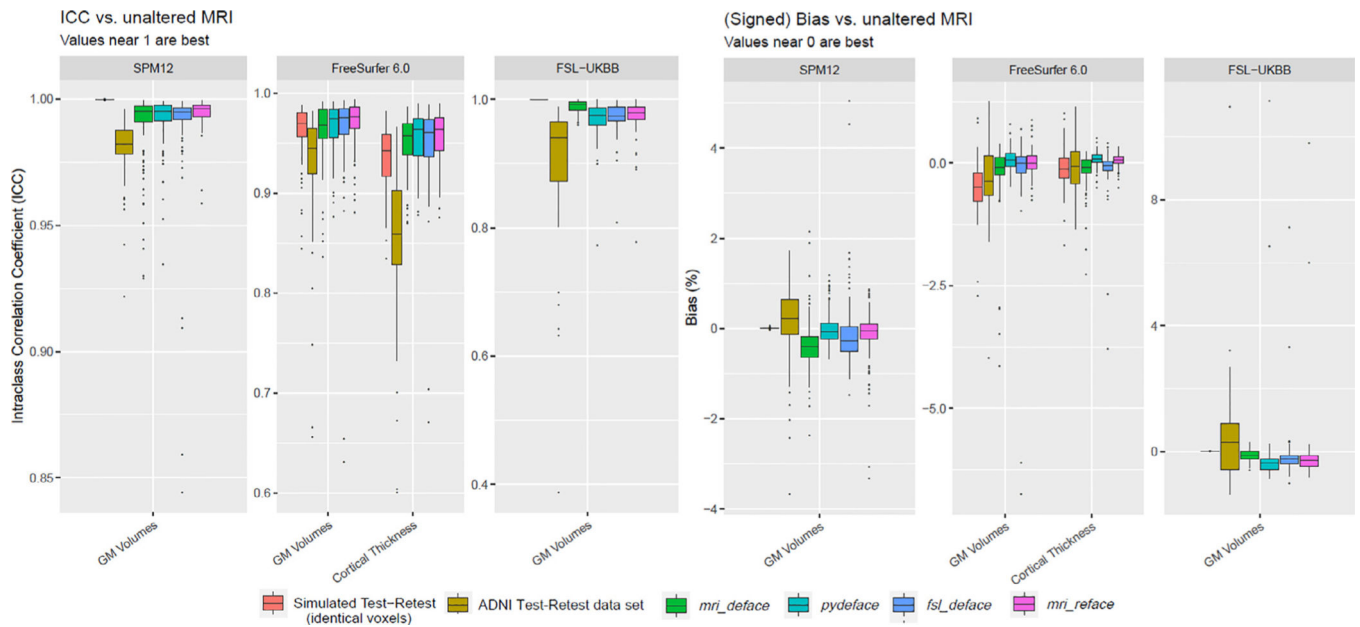 ICC vs. unaltered MRI
Values near 1 are best
SPM12
FreeSurfer 6.0
FSL-UKBB
Intraclass Correlation Coefficient (ICC)
1.00
0.95
0.90
0.85
1.0
0.9
0.8
0.7
0.6
1.0
0.8
0.6
0.4
GM Volumes
GM Volumes
Cortical Thickness
GM Volumes
(Signed) Bias vs. unaltered MRI
Values near 0 are best
SPM12
FreeSurfer 6.0
FSL-UKBB
Bias (%)
4
2
0
−2
−4
0.0
−2.5
−5.0
8
4
0
GM Volumes
GM Volumes
Cortical Thickness
GM Volumes
Simulated Test-Retest
(identical voxels)
ADNI Test-Retest data set
mri_deface
pydeface
fsl_deface
mri_reface